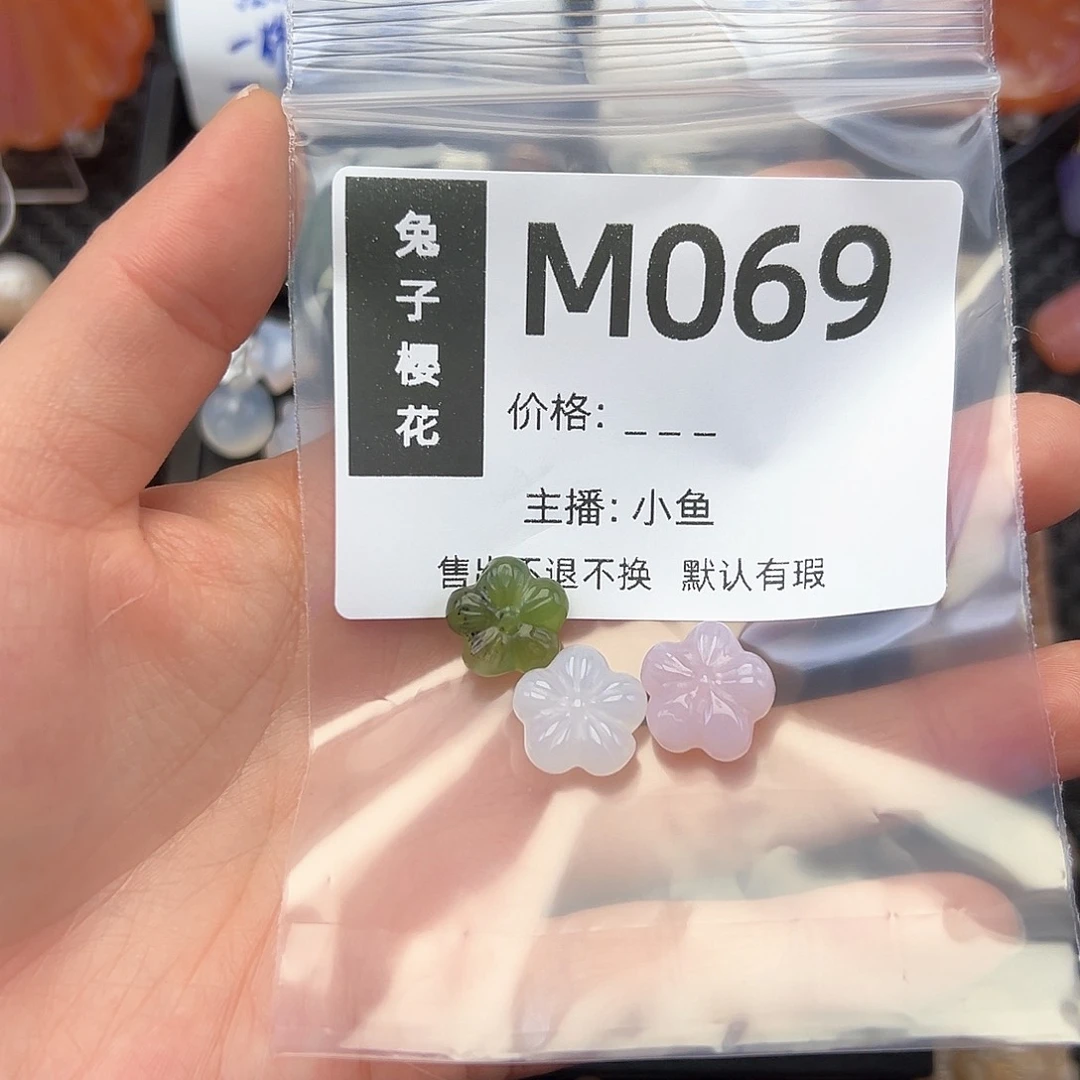 兔子樱花
M069
价格: _ _ _
主播: 小鱼
售出不退不换 默认有瑕